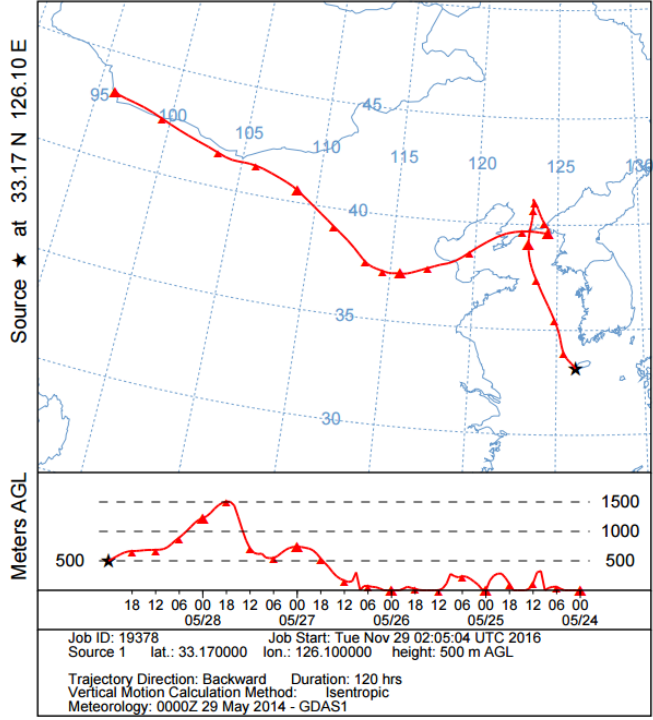 Source ★ at 33.17 N 126.10 E
95
100
105
110
115
120
125
130
45
40
35
30
Meters AGL
500
1500
1000
500
18 12 06 00 18 12 06 00 18 12 06 00 18 12 06 00 18 12 06 00
05/28 05/27 05/26 05/25 05/24
Job ID: 19378 Job Start: Tue Nov 29 02:05:04 UTC 2016
Source 1 lat.: 33.170000 lon.: 126.100000 height: 500 m AGL
Trajectory Direction: Backward Duration: 120 hrs
Vertical Motion Calculation Method: Isentropic
Meteorology: 0000Z 29 May 2014 - GDAS1